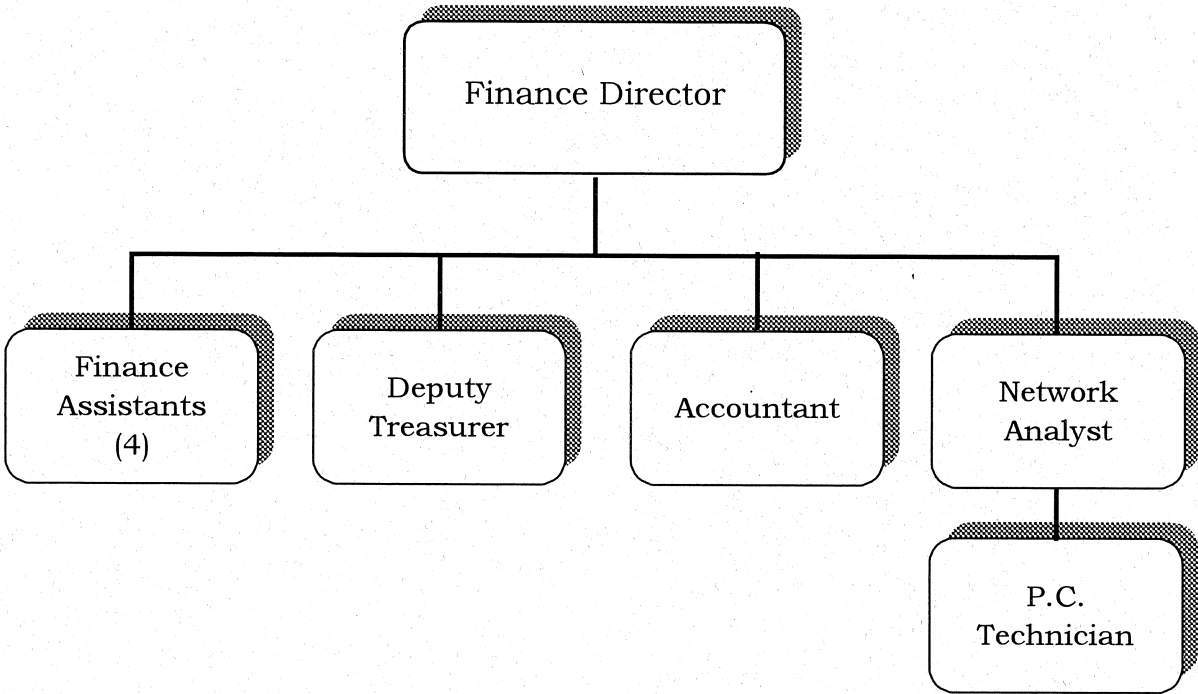 Finance Director
Finance
Assistants
(4)
Deputy
Treasurer
Accountant
Network
Analyst
P.C.
Technician